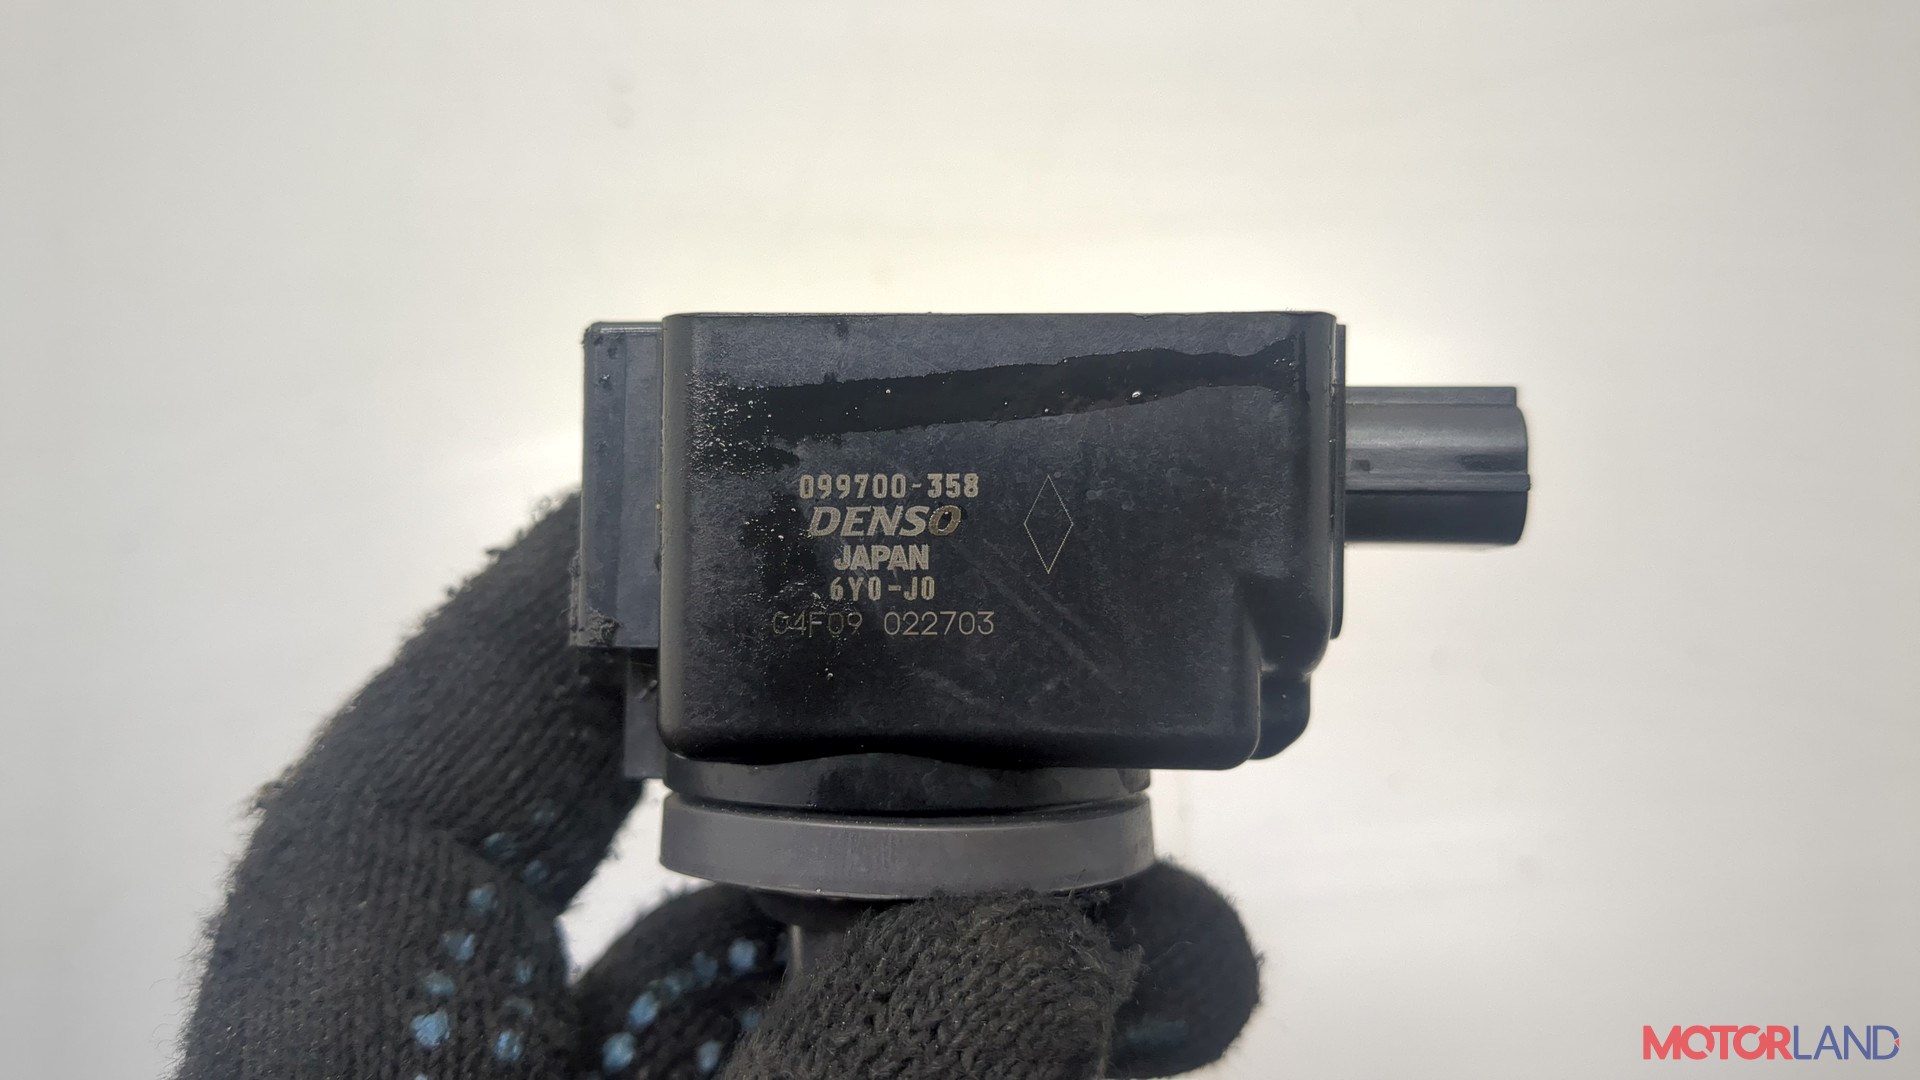 099700-358
DENSO
JAPAN
6Y0-J0
04F09 022703
MOTORLAND